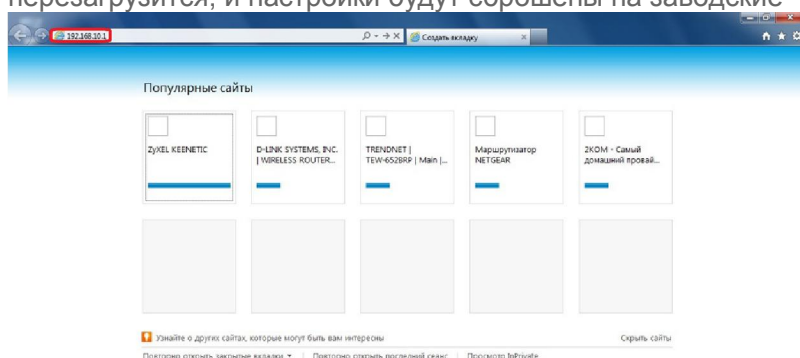 перезагрузится, и настройки будут сброшены на заводские
192.168.10.1
Создать вкладку
Популярные сайты
ZyXEL KEENETIC
D-LINK SYSTEMS, INC. | WIRELESS ROUTER...
TRENDNET | TEW-652BRP | Main |...
Маршрутизатор NETGEAR
2КОМ - Самый домашний провай...
Узнайте о других сайтах, которые могут быть вам интересны
Скрыть сайты
Повторно открыть закрытые вкладки
Повторно открыть последний сеанс
Просмотр InPrivate